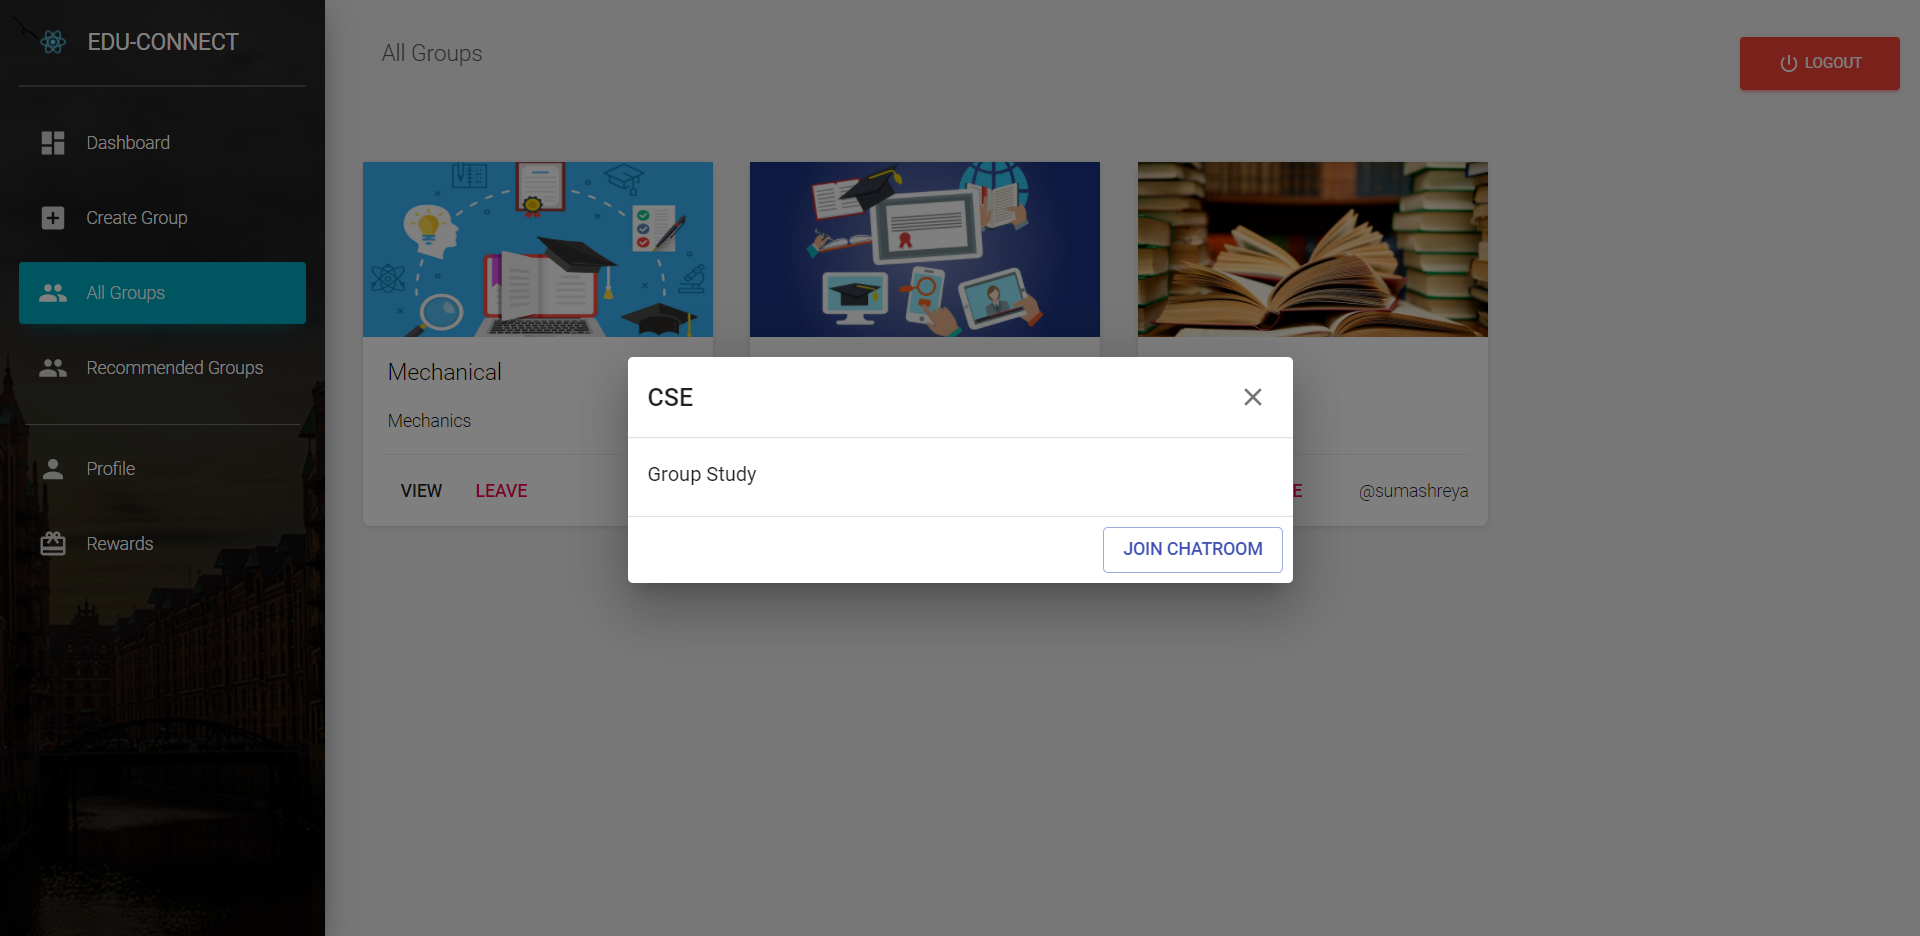 EDU-CONNECT
Dashboard
Create Group
All Groups
Recommended Groups
Profile
Rewards
All Groups
LOGOUT
Mechanical
Mechanics
VIEW LEAVE
@sumashreya
CSE
Group Study
JOIN CHATROOM